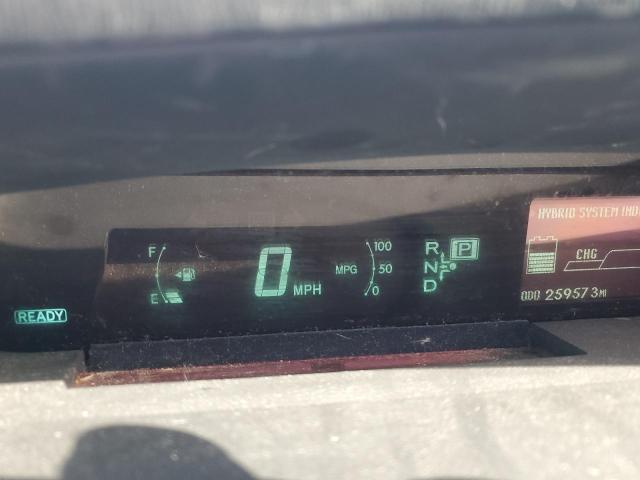 HYBRID SYSTEM IND
F
E
0 MPH
MPG
100
50
0
R
N
D
P
CHG
ODO 259573 MI
READY